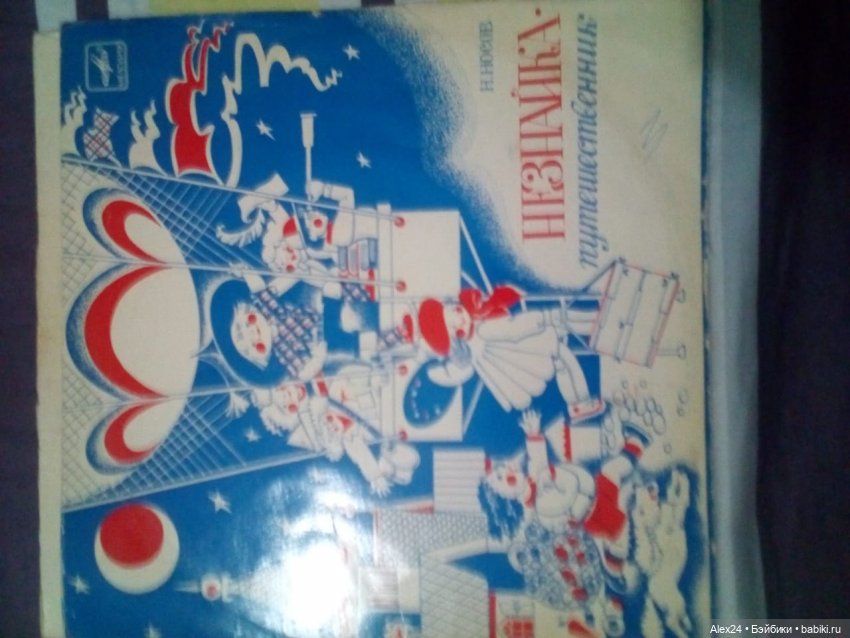 Н. НОСОВ
НЕЗНАЙКА-
путешественник
Alex24 • Бэйбики • babiki.ru